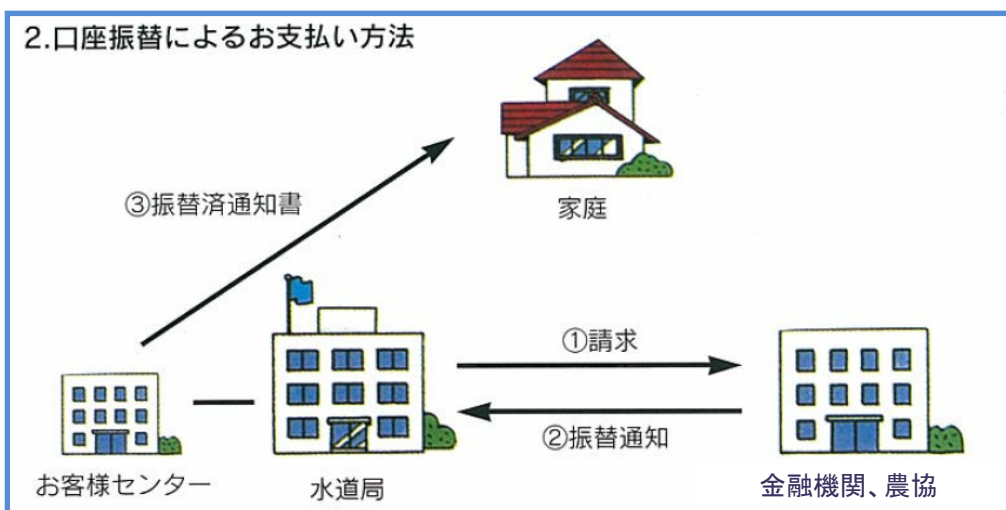 2.口座振替によるお支払い方法
③振替済通知書
家庭
①請求
②振替通知
お客様センター
水道局
金融機関、農協